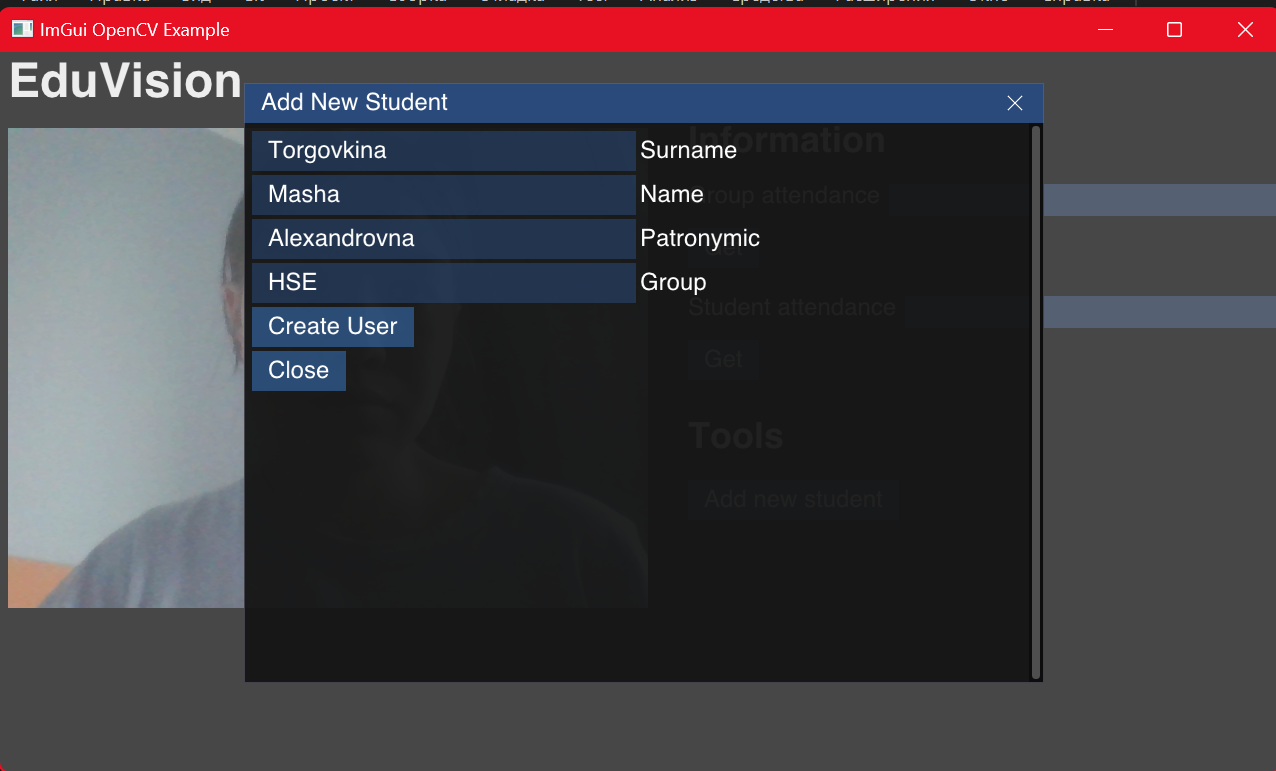 ImGui OpenCV Example
EduVision
Add New Student
Torgovkina Surname
Masha Name
Alexandrovna Patronymic
HSE Group
Create User
Close
Information
Group attendance
Get
Student attendance
Get
Tools
Add new student